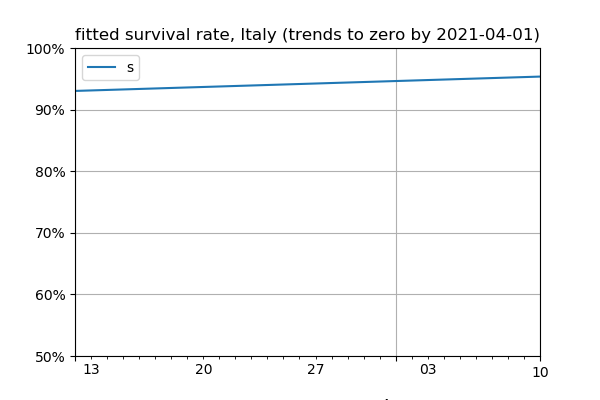 fitted survival rate, Italy (trends to zero by 2021-04-01)
s
100%
90%
80%
70%
60%
50%
13 20 27 03 10